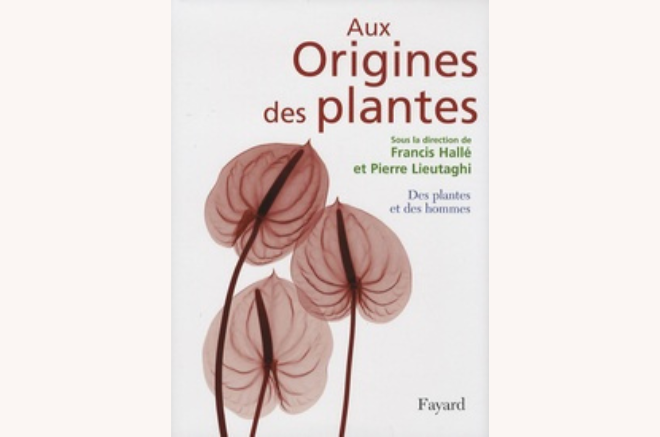 Aux
Origines
des plantes
Sous la direction de
Francis Hallé
et Pierre Lieutaghi
Des plantes
et des hommes
Fayard